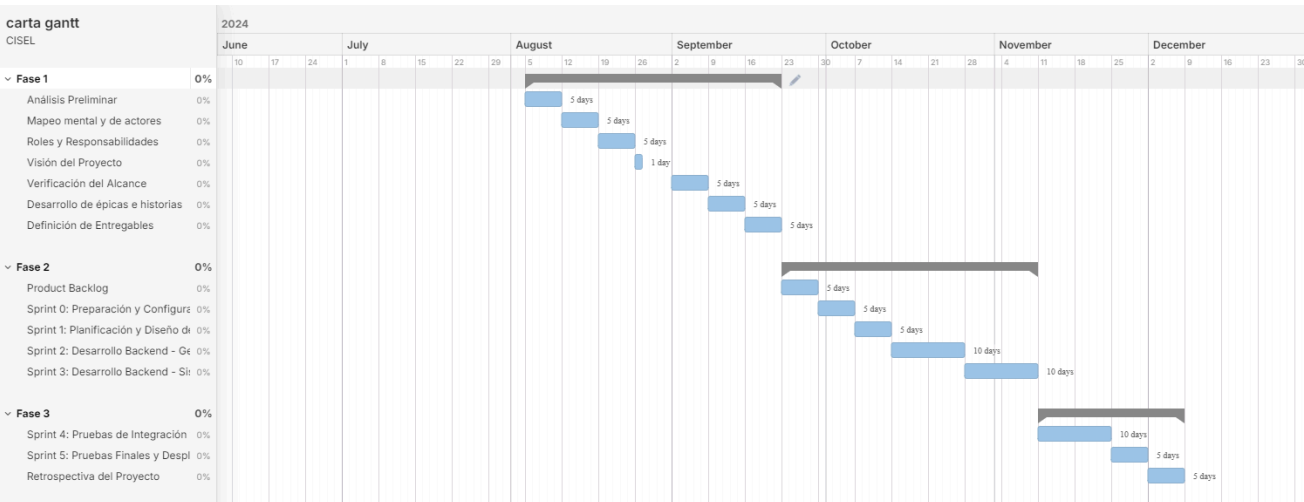 carta gantt
CISEL
2024
June July August September October November December
10 17 24 1 8 15 22 29 5 12 19 26 2 9 16 23 30 7 14 21 28 4 11 18 25 2 9 16 23 30
Fase 1 0%
Análisis Preliminar 0% 5 days
Mapeo mental y de actores 0% 5 days
Roles y Responsabilidades 0% 5 days
Visión del Proyecto 0% 1 day
Verificación del Alcance 0% 5 days
Desarrollo de épicas e historias 0% 5 days
Definición de Entregables 0% 5 days
Fase 2 0%
Product Backlog 0% 5 days
Sprint 0: Preparación y Configura 0% 5 days
Sprint 1: Planificación y Diseño de 0% 5 days
Sprint 2: Desarrollo Backend - Ge 0% 10 days
Sprint 3: Desarrollo Backend - Sis 0% 10 days
Fase 3 0%
Sprint 4: Pruebas de Integración 0% 10 days
Sprint 5: Pruebas Finales y Despl 0% 5 days
Retrospectiva del Proyecto 0% 5 days